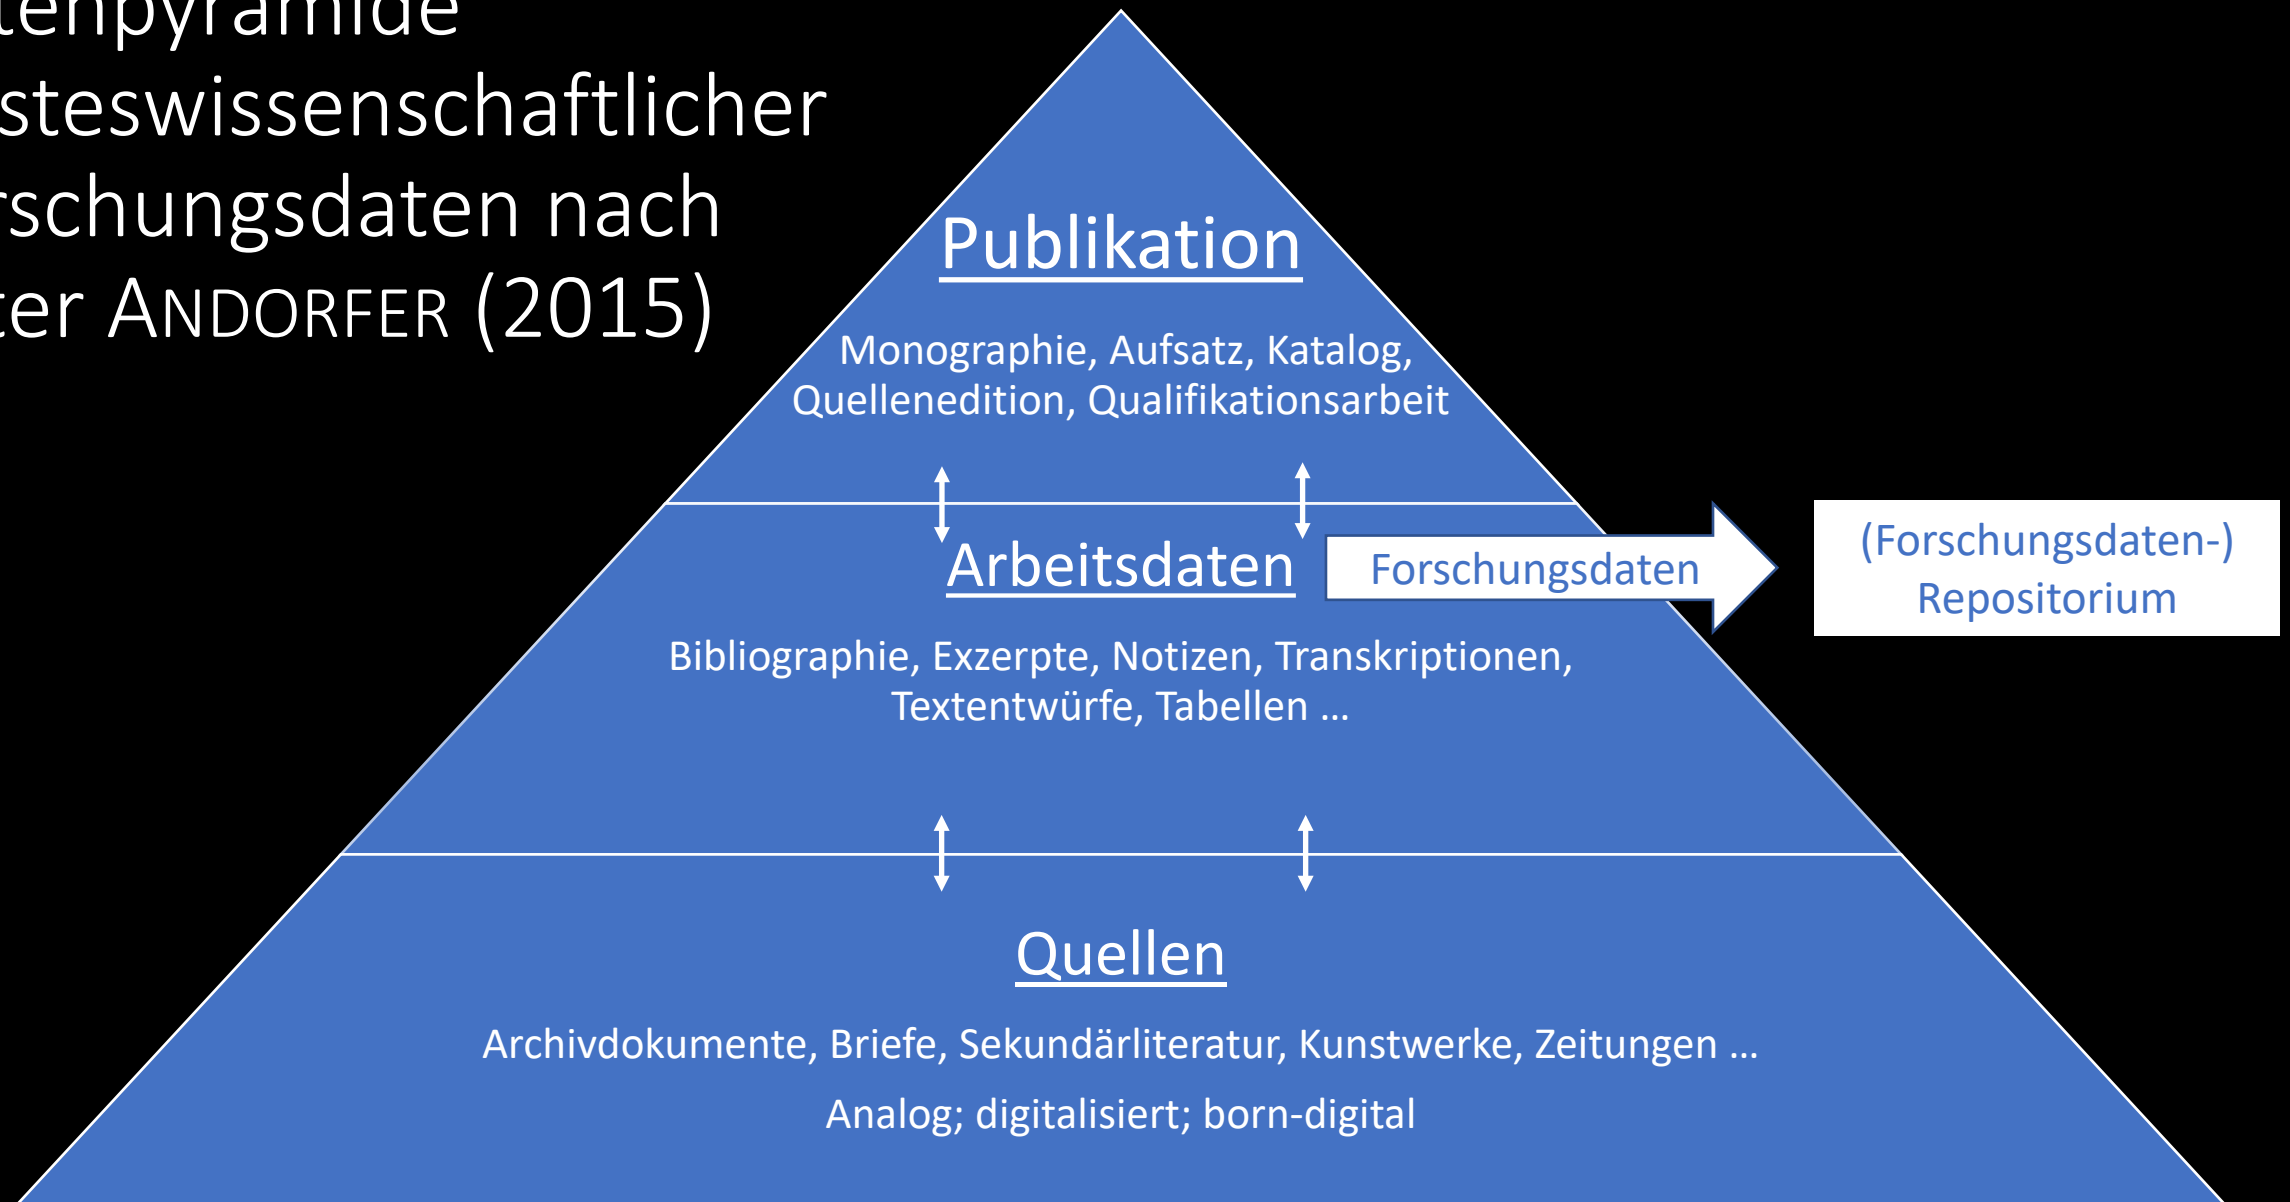 tenpyramide
steswissenschaftlicher
rschungsdaten nach
ter ANDORFER (2015)
Publikation
Monographie, Aufsatz, Katalog,
Quellenedition, Qualifikationsarbeit
Arbeitsdaten
Forschungsdaten
(Forschungsdaten-)
Repositorium
Bibliographie, Exzerpte, Notizen, Transkriptionen,
Textentwürfe, Tabellen …
Quellen
Archivdokumente, Briefe, Sekundärliteratur, Kunstwerke, Zeitungen …
Analog; digitalisiert; born-digital